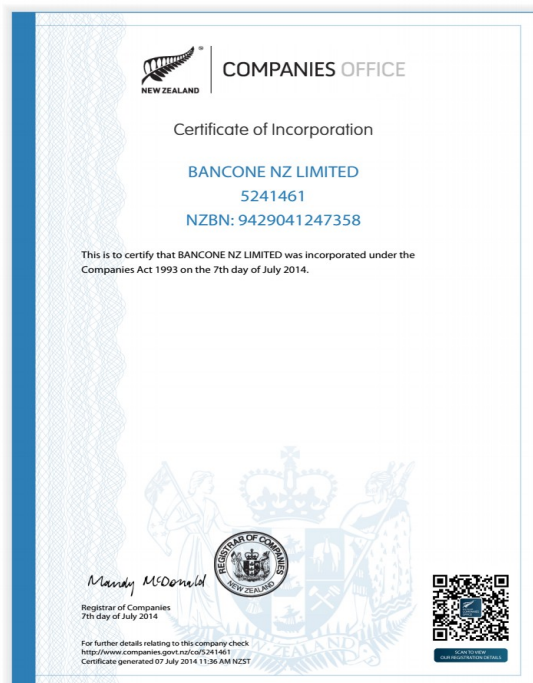 NEW ZEALAND
COMPANIES OFFICE
Certificate of Incorporation
BANCONE NZ LIMITED
5241461
NZBN: 9429041247358
This is to certify that BANCONE NZ LIMITED was incorporated under the
Companies Act 1993 on the 7th day of July 2014.
REGISTRAR OF COMPANIES
NEW ZEALAND
Mandy McDonald
Registrar of Companies
7th day of July 2014
For further details relating to this company check
http://www.companies.govt.nz/co/5241461
Certificate generated 07 July 2014 11:36 AM NZST
SCAN TO VIEW
OUR REGISTRATION DETAILS